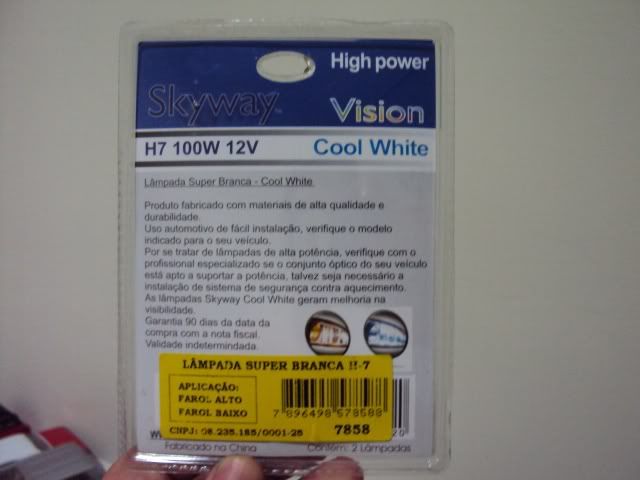 High power
Skyway
Vision
H7 100W 12V
Cool White
Lâmpada Super Branca - Cool White
Produto fabricado com materiais de alta qualidade e
durabilidade.
Uso automotivo de fácil instalação, verifique o modelo
indicado para o seu veículo.
Por se tratar de lâmpadas de alta potência, verifique com o
profissional especializado se o conjunto óptico do seu veículo
está apto a suportar a potência, talvez seja necessário a
instalação de sistema de segurança contra aquecimento.
As lâmpadas Skyway Cool White geram melhoria na
visibilidade.
Garantia 90 dias da data da
compra com a nota fiscal.
Validade indetermindada.
LÂMPADA SUPER BRANCA H-7
APLICAÇÃO:
FAROL ALTO
FAROL BAIXO
7 896498 578588
CNPJ: 08.235.185/0001-25
7858
Fabricado na China
Contém: 2 Lâmpadas